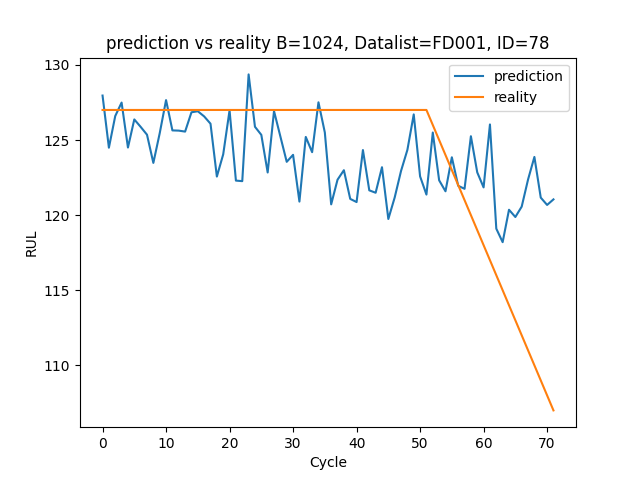 prediction vs reality B=1024, Datalist=FD001, ID=78
130
125
120
115
110
RUL
prediction
reality
0 10 20 30 40 50 60 70
Cycle